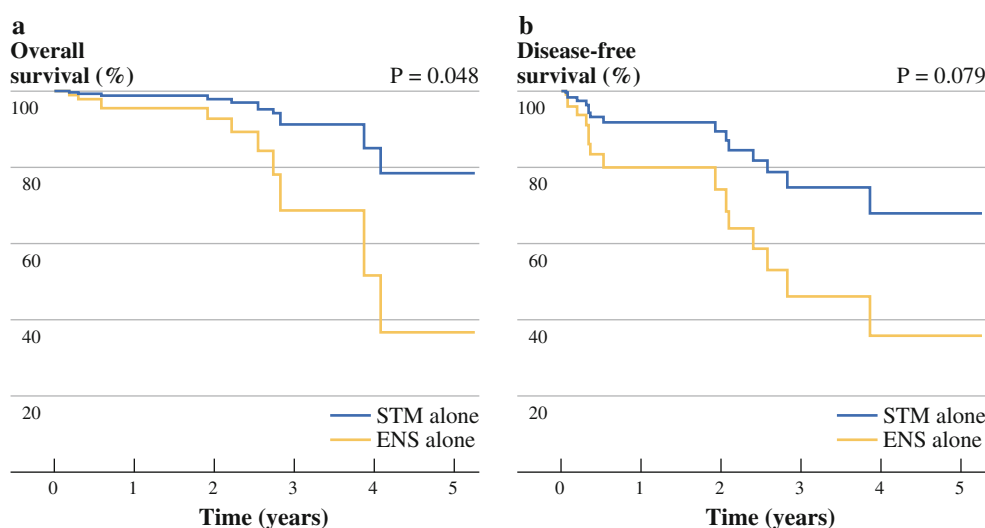 a
Overall
survival (%)
P = 0.048
100
80
60
40
20
STM alone
ENS alone
0 1 2 3 4 5
Time (years)
b
Disease-free
survival (%)
P = 0.079
100
80
60
40
20
STM alone
ENS alone
0 1 2 3 4 5
Time (years)